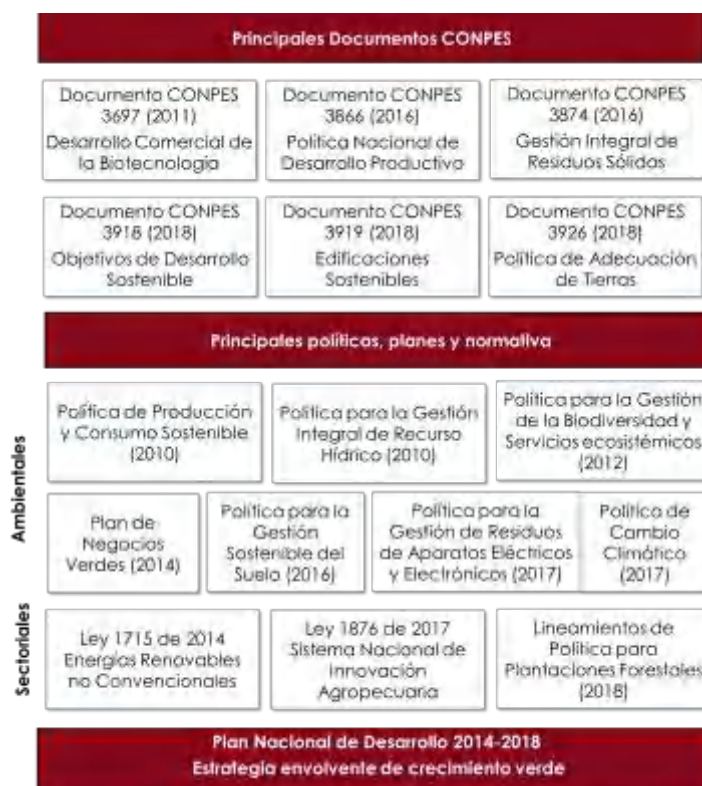 Principales Documentos CONPES
Documento CONPES
3697 (2011)
Desarrollo Comercial de
la Biotecnología
Documento CONPES
3866 (2016)
Política Nacional de
Desarrollo Productivo
Documento CONPES
3874 (2016)
Gestión Integral de
Residuos Sólidos
Documento CONPES
3918 (2018)
Objetivos de Desarrollo
Sostenible
Documento CONPES
3919 (2018)
Edificaciones
Sostenibles
Documento CONPES
3926 (2018)
Política de Adecuación
de Tierras
Principales políticas, planes y normativa
Ambientales
Política de Producción
y Consumo Sostenible
(2010)
Política para la Gestión
Integral de Recurso
Hídrico (2010)
Política para la Gestión
de la Biodiversidad y
Servicios ecosistémicos
(2012)
Plan de
Negocios
Verdes (2014)
Política para la
Gestión
Sostenible del
Suelo (2016)
Política para la
Gestión de Residuos
de Aparatos Eléctricos
y Electrónicos (2017)
Política de
Cambio
Climático
(2017)
Sectoriales
Ley 1715 de 2014
Energías Renovables
no Convencionales
Ley 1876 de 2017
Sistema Nacional de
Innovación
Agropecuaria
Lineamientos de
Política para
Plantaciones Forestales
(2018)
Plan Nacional de Desarrollo 2014-2018
Estrategia envolvente de crecimiento verde